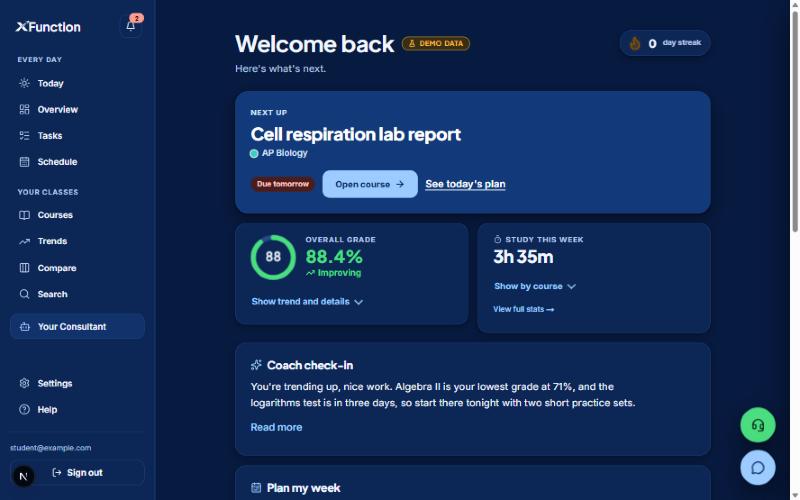 XFunction
2
EVERY DAY
Today
Overview
Tasks
Schedule
YOUR CLASSES
Courses
Trends
Compare
Search
Your Consultant
Settings
Help
student@example.com
N
Sign out
Welcome back
DEMO DATA
0 day streak
Here's what's next.
NEXT UP
Cell respiration lab report
AP Biology
Due tomorrow
Open course →
See today's plan
88
OVERALL GRADE
88.4%
Improving
Show trend and details
STUDY THIS WEEK
3h 35m
Show by course
View full stats →
Coach check-in
You're trending up, nice work. Algebra II is your lowest grade at 71%, and the
logarithms test is in three days, so start there tonight with two short practice sets.
Read more
Plan my week